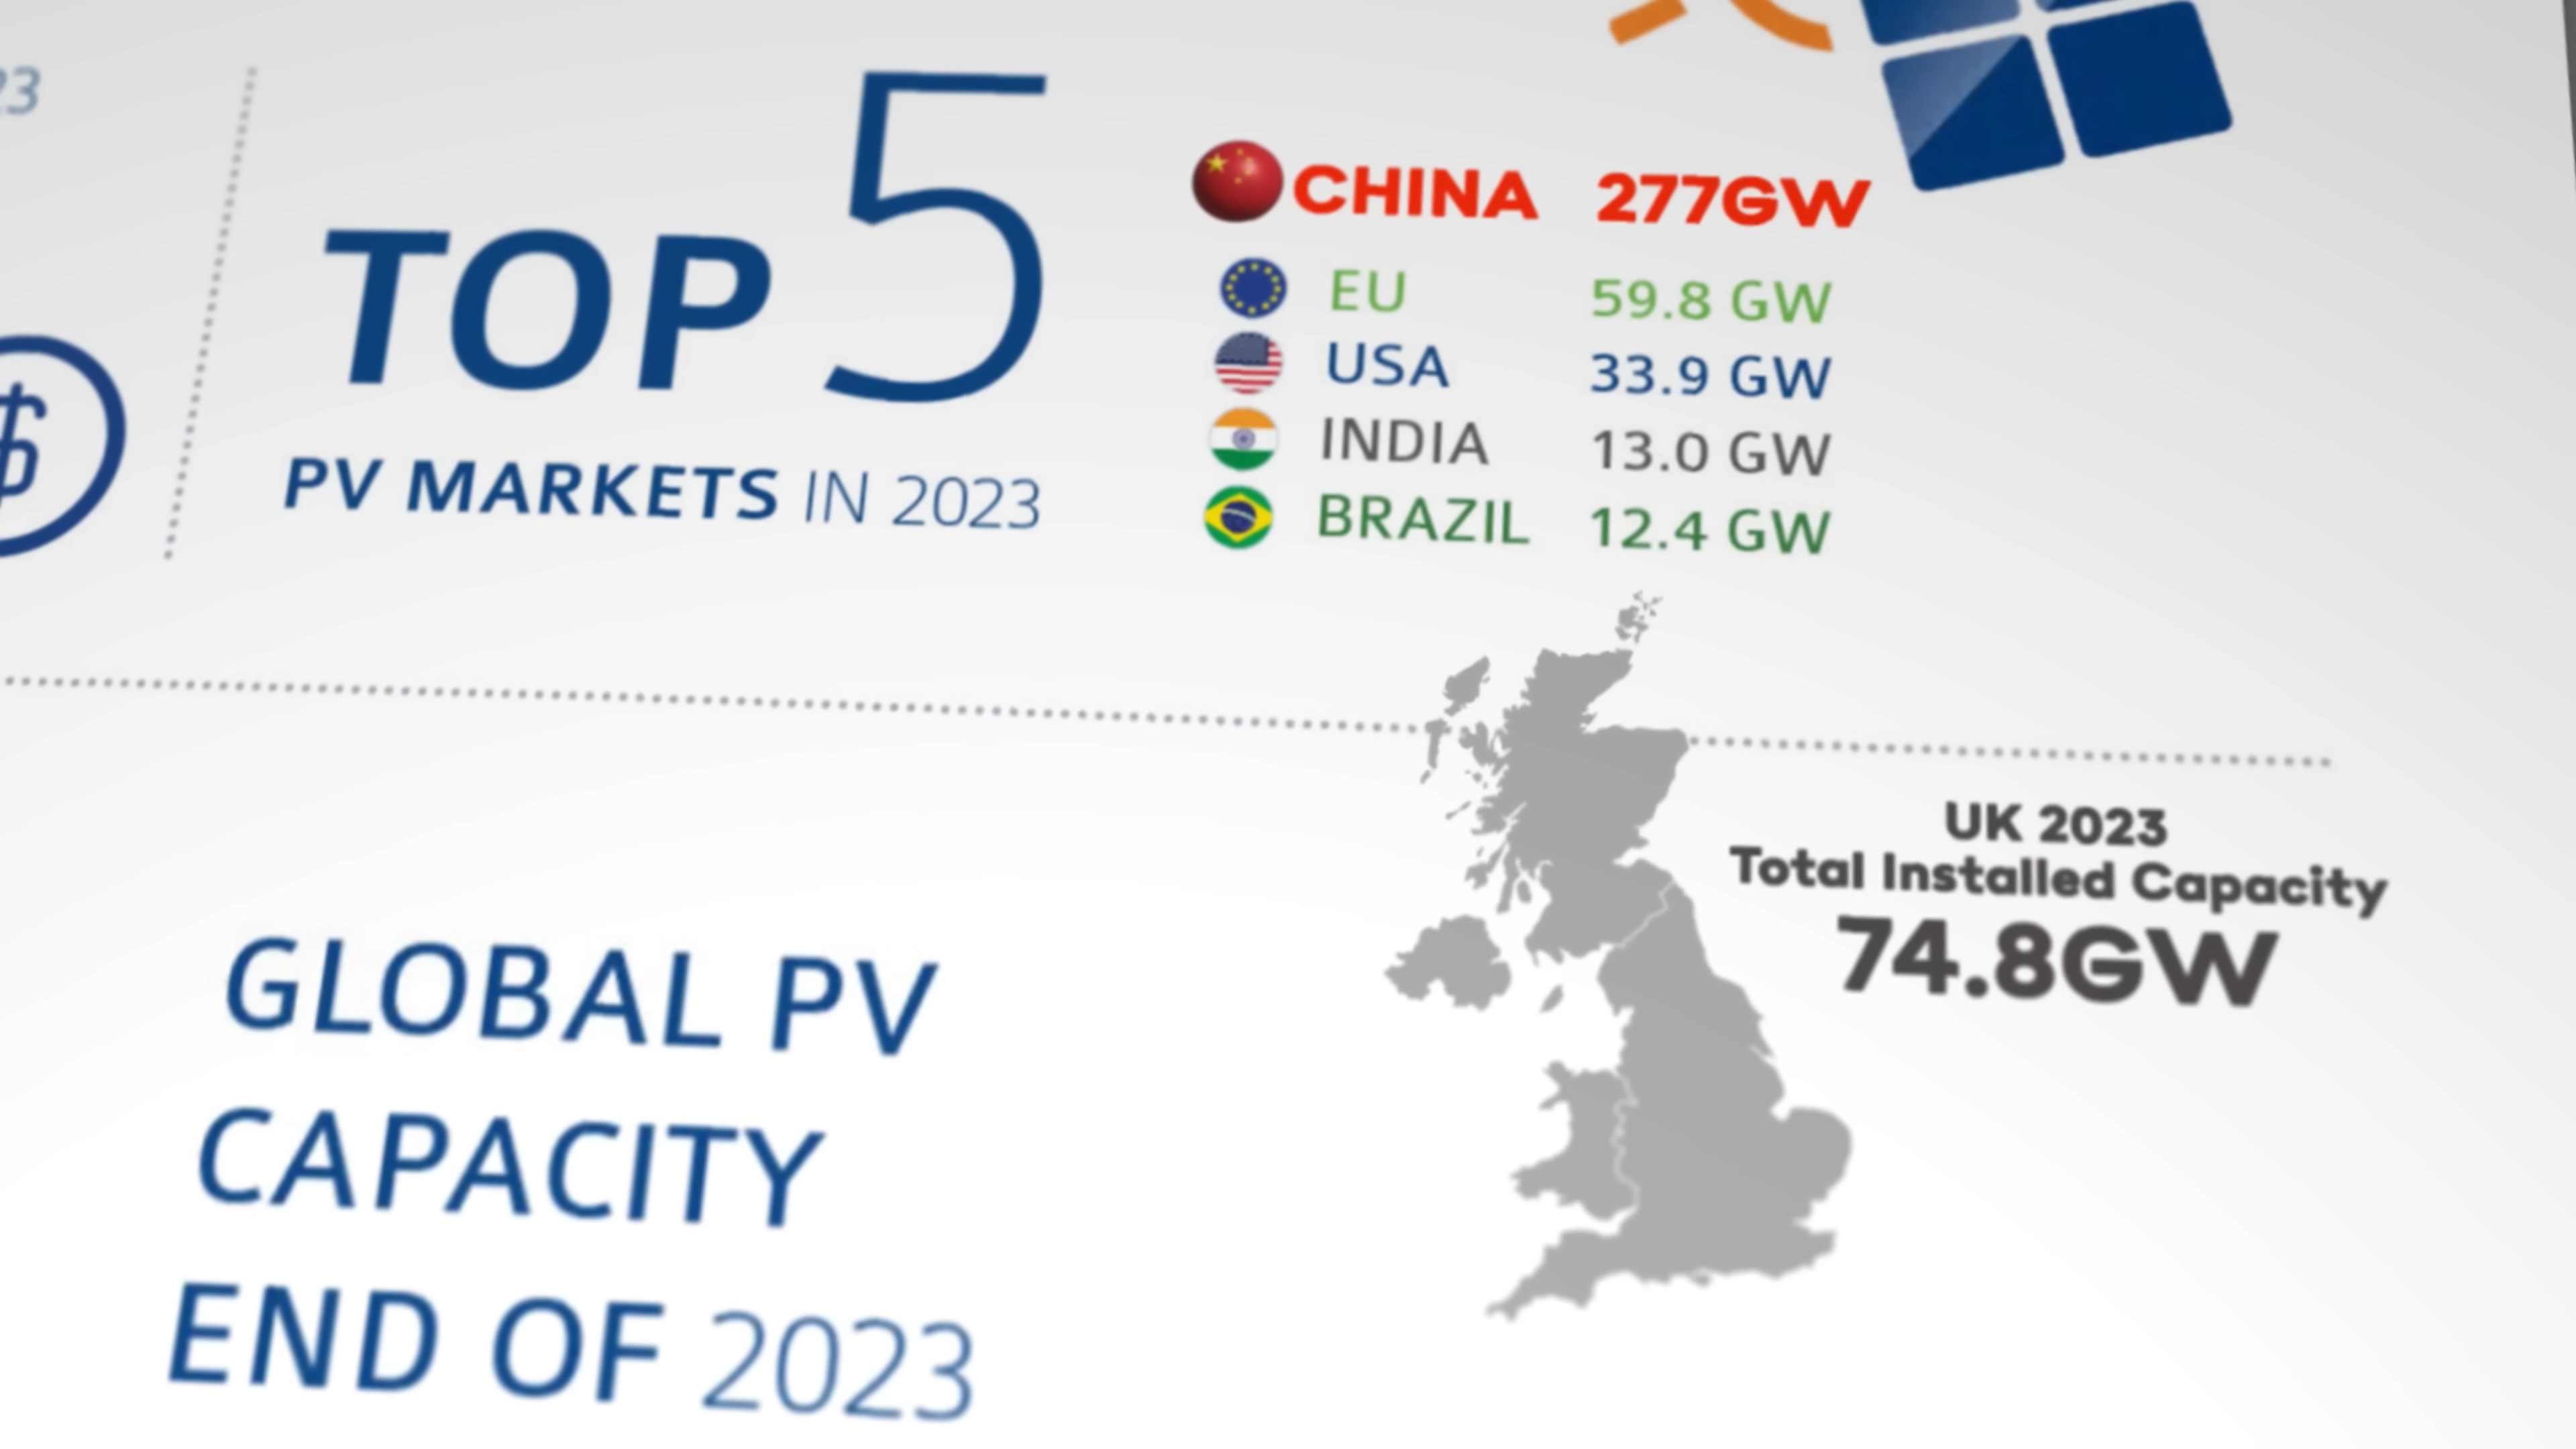 23
TOP 5
PV MARKETS IN 2023
CHINA 277GW
EU 59.8 GW
USA 33.9 GW
INDIA 13.0 GW
BRAZIL 12.4 GW
$
UK 2023
Total Installed Capacity
74.8GW
GLOBAL PV
CAPACITY
END OF 2023